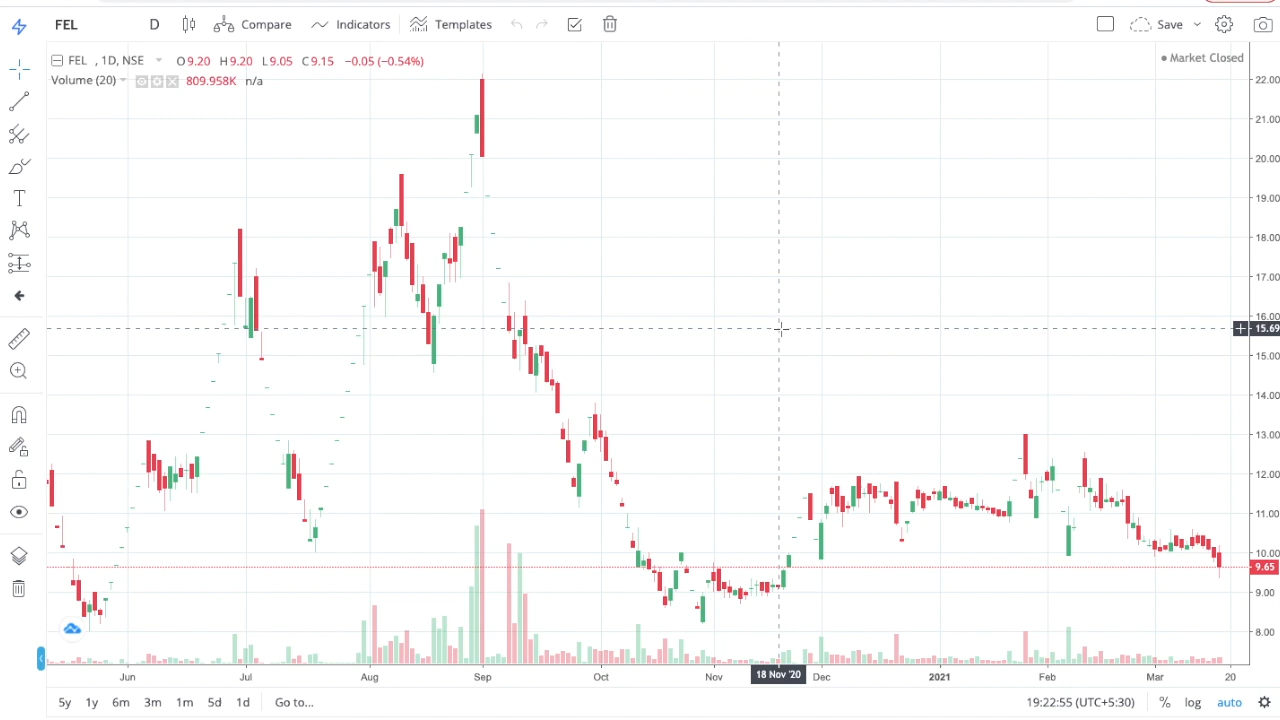 FEL D Compare Indicators Templates Save
FEL , 1D, NSE O9.20 H9.20 L9.05 C9.15 −0.05 (−0.54%) Market Closed
Volume (20) 809.958K n/a
22.00
21.00
20.00
19.00
18.00
17.00
16.00
15.69
15.00
14.00
13.00
12.00
11.00
10.00
9.65
9.00
8.00
Jun Jul Aug Sep Oct Nov 18 Nov '20 Dec 2021 Feb Mar 20
5y 1y 6m 3m 1m 5d 1d Go to... 19:22:55 (UTC+5:30) % log auto
T